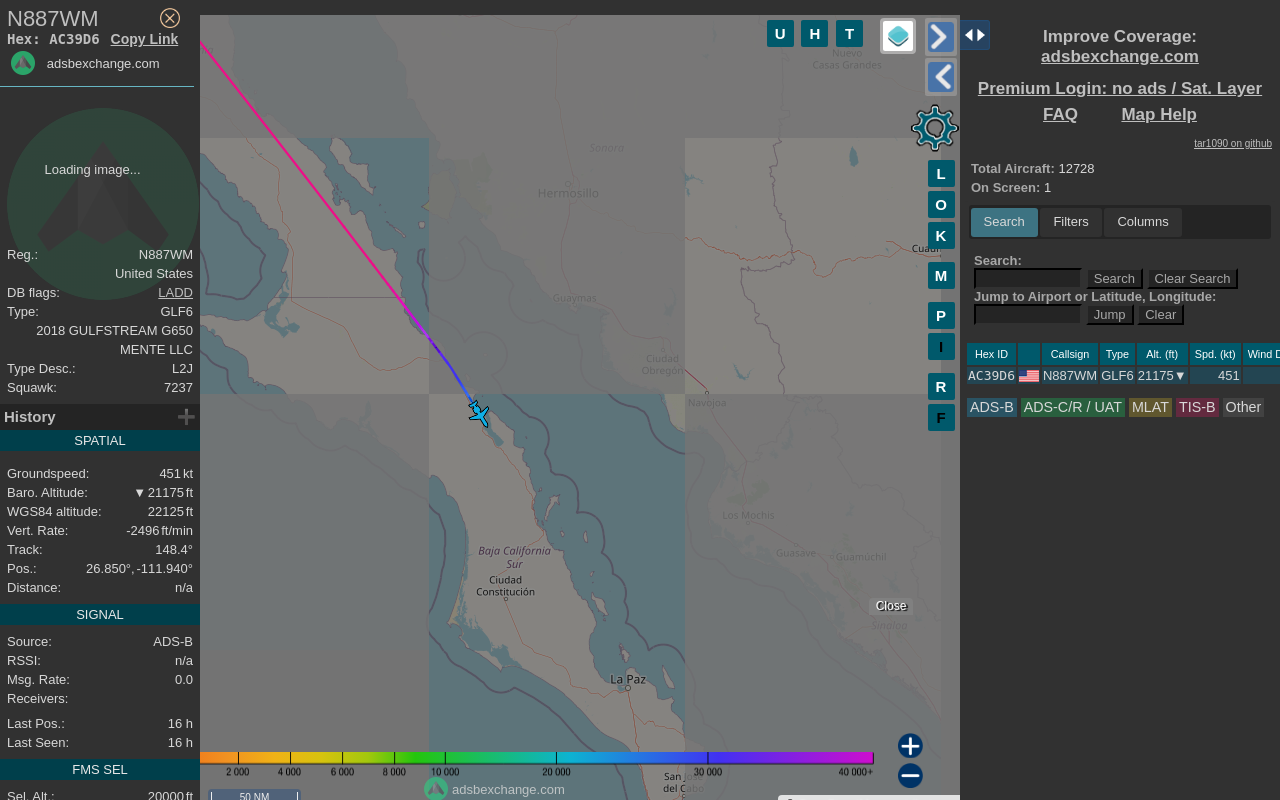 N887WM
Hex: AC39D6 Copy Link
adsbexchange.com
Loading image...
Reg.: N887WM
United States
DB flags: LADD
Type: GLF6
2018 GULFSTREAM G650
MENTE LLC
Type Desc.: L2J
Squawk: 7237
History
SPATIAL
Groundspeed: 451 kt
Baro. Altitude: ▼ 21175 ft
WGS84 altitude: 22125 ft
Vert. Rate: -2496 ft/min
Track: 148.4°
Pos.: 26.850°, -111.940°
Distance: n/a
SIGNAL
Source: ADS-B
RSSI: n/a
Msg. Rate: 0.0
Receivers:
Last Pos.: 16 h
Last Seen: 16 h
FMS SEL
Sel. Alt.: 20000 ft
U H T
Nuevo
Casas Grandes
Sonora
Hermosillo
Guaymas
Ciudad
Obregón
Navojoa
Los Mochis
Guasave
Guamúchil
Baja California
Sur
Ciudad
Constitución
Sinaloa
La Paz
L
O
K
M
P
I
R
F
Close
2 000 4 000 6 000 8 000 10 000 20 000 30 000 40 000+
adsbexchange.com
50 NM
Improve Coverage:
adsbexchange.com
Premium Login: no ads / Sat. Layer
FAQ Map Help
tar1090 on github
Total Aircraft: 12728
On Screen: 1
Search Filters Columns
Search:
Search Clear Search
Jump to Airport or Latitude, Longitude:
Jump Clear
Hex ID Callsign Type Alt. (ft) Spd. (kt) Wind D
AC39D6 N887WM GLF6 21175▼ 451
ADS-B ADS-C/R / UAT MLAT TIS-B Other